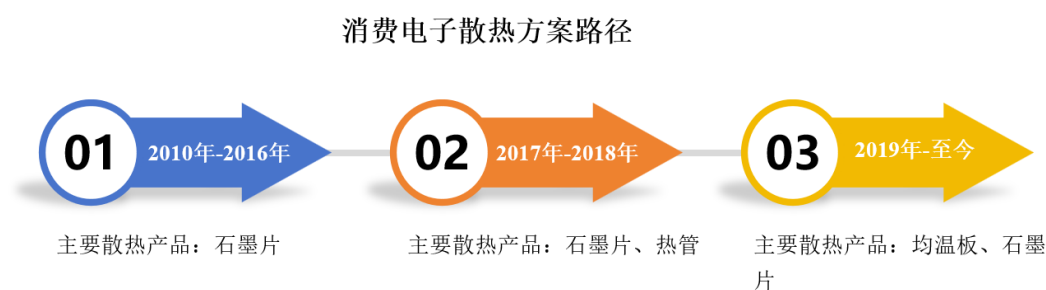 消费电子散热方案路径
01
2010年-2016年
02
2017年-2018年
03
2019年-至今
主要散热产品：石墨片
主要散热产品：石墨片、热管
主要散热产品：均温板、石墨
片